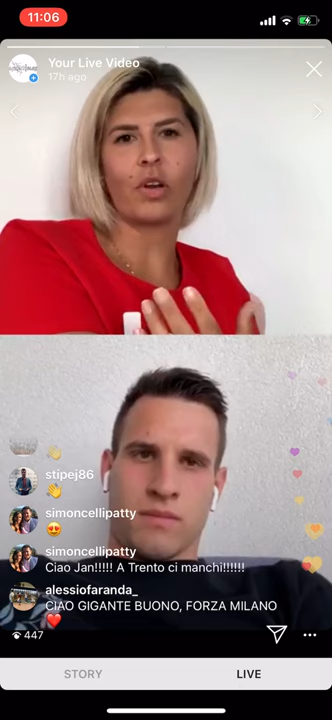 11:06
Your Live Video
17h ago
stipej86
simoncellipatty
simoncellipatty
Ciao Jan!!!!! A Trento ci manchi!!!!!!
alessiofaranda_
CIAO GIGANTE BUONO, FORZA MILANO
447
STORY
LIVE